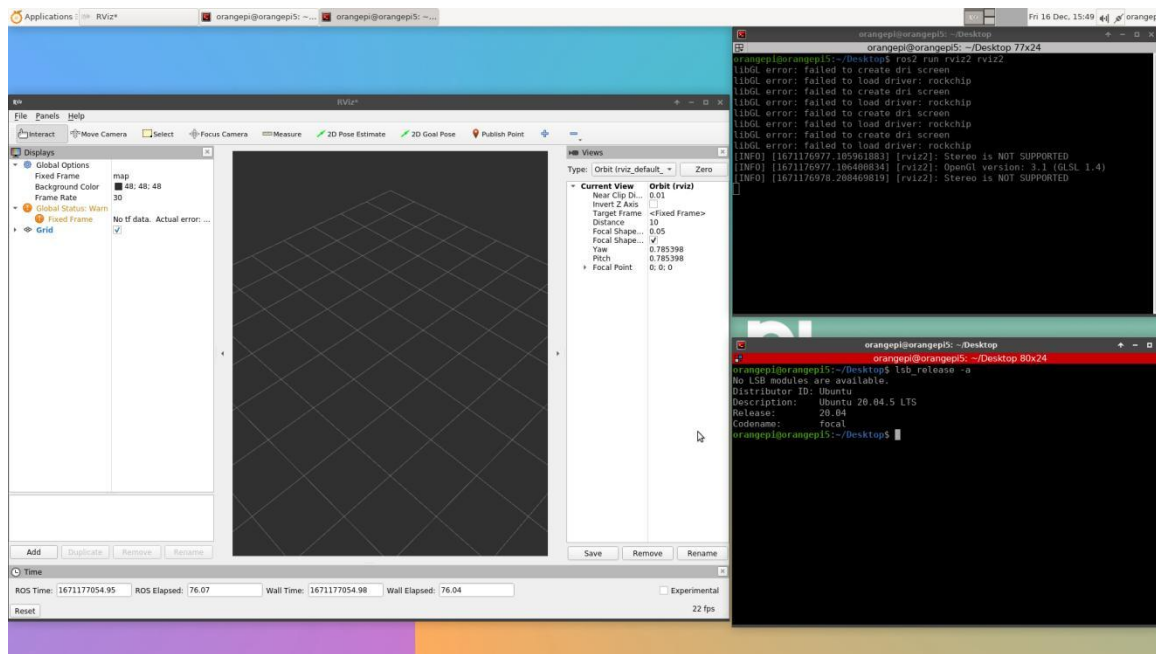 Applications RViz* orangepi@orangepi5: ~... orangepi@orangepi5: ~... Fri 16 Dec, 15:49 orangep
RViz*
File Panels Help
Interact Move Camera Select Focus Camera Measure 2D Pose Estimate 2D Goal Pose Publish Point
Displays
Global Options
Fixed Frame map
Background Color 48; 48; 48
Frame Rate 30
Global Status: Warn
Fixed Frame No tf data. Actual error: ...
Grid
Add Duplicate Remove Rename
Views
Type: Orbit (rviz_default_ Zero
Current View Orbit (rviz)
Near Clip Di... 0.01
Invert Z Axis
Target Frame <Fixed Frame>
Distance 10
Focal Shape... 0.05
Focal Shape...
Yaw 0.785398
Pitch 0.785398
Focal Point 0; 0; 0
Save Remove Rename
Time
ROS Time: 1671177054.95 ROS Elapsed: 76.07 Wall Time: 1671177054.98 Wall Elapsed: 76.04 Experimental
Reset 22 fps
orangepi@orangepi5: ~/Desktop
orangepi@orangepi5: ~/Desktop 77x24
orangepi@orangepi5:~/Desktop$ ros2 run rviz2 rviz2
libGL error: failed to create dri screen
libGL error: failed to load driver: rockchip
libGL error: failed to create dri screen
libGL error: failed to load driver: rockchip
libGL error: failed to create dri screen
libGL error: failed to load driver: rockchip
libGL error: failed to create dri screen
libGL error: failed to load driver: rockchip
[INFO] [1671176977.105961883] [rviz2]: Stereo is NOT SUPPORTED
[INFO] [1671176977.106400834] [rviz2]: OpenGl version: 3.1 (GLSL 1.4)
[INFO] [1671176978.208469819] [rviz2]: Stereo is NOT SUPPORTED
orangepi@orangepi5: ~/Desktop
orangepi@orangepi5: ~/Desktop 80x24
orangepi@orangepi5:~/Desktop$ lsb_release -a
No LSB modules are available.
Distributor ID: Ubuntu
Description: Ubuntu 20.04.5 LTS
Release: 20.04
Codename: focal
orangepi@orangepi5:~/Desktop$